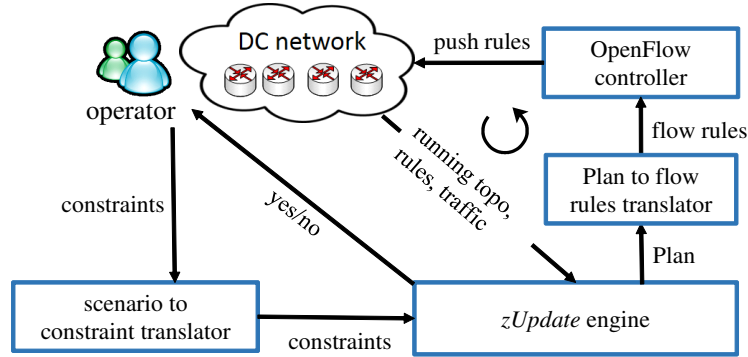 DC network
push rules
OpenFlow
controller
operator
flow rules
running topo,
rules, traffic
Plan to flow
rules translator
constraints
yes/no
Plan
scenario to
constraint translator
constraints
zUpdate engine